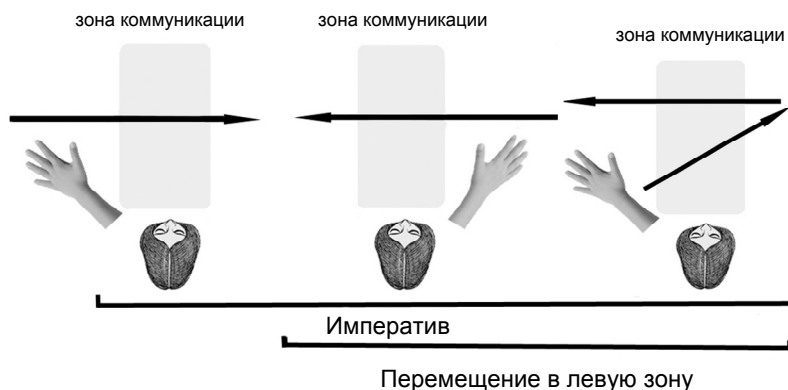 зона коммуникации
зона коммуникации
зона коммуникации
Императив
Перемещение в левую зону